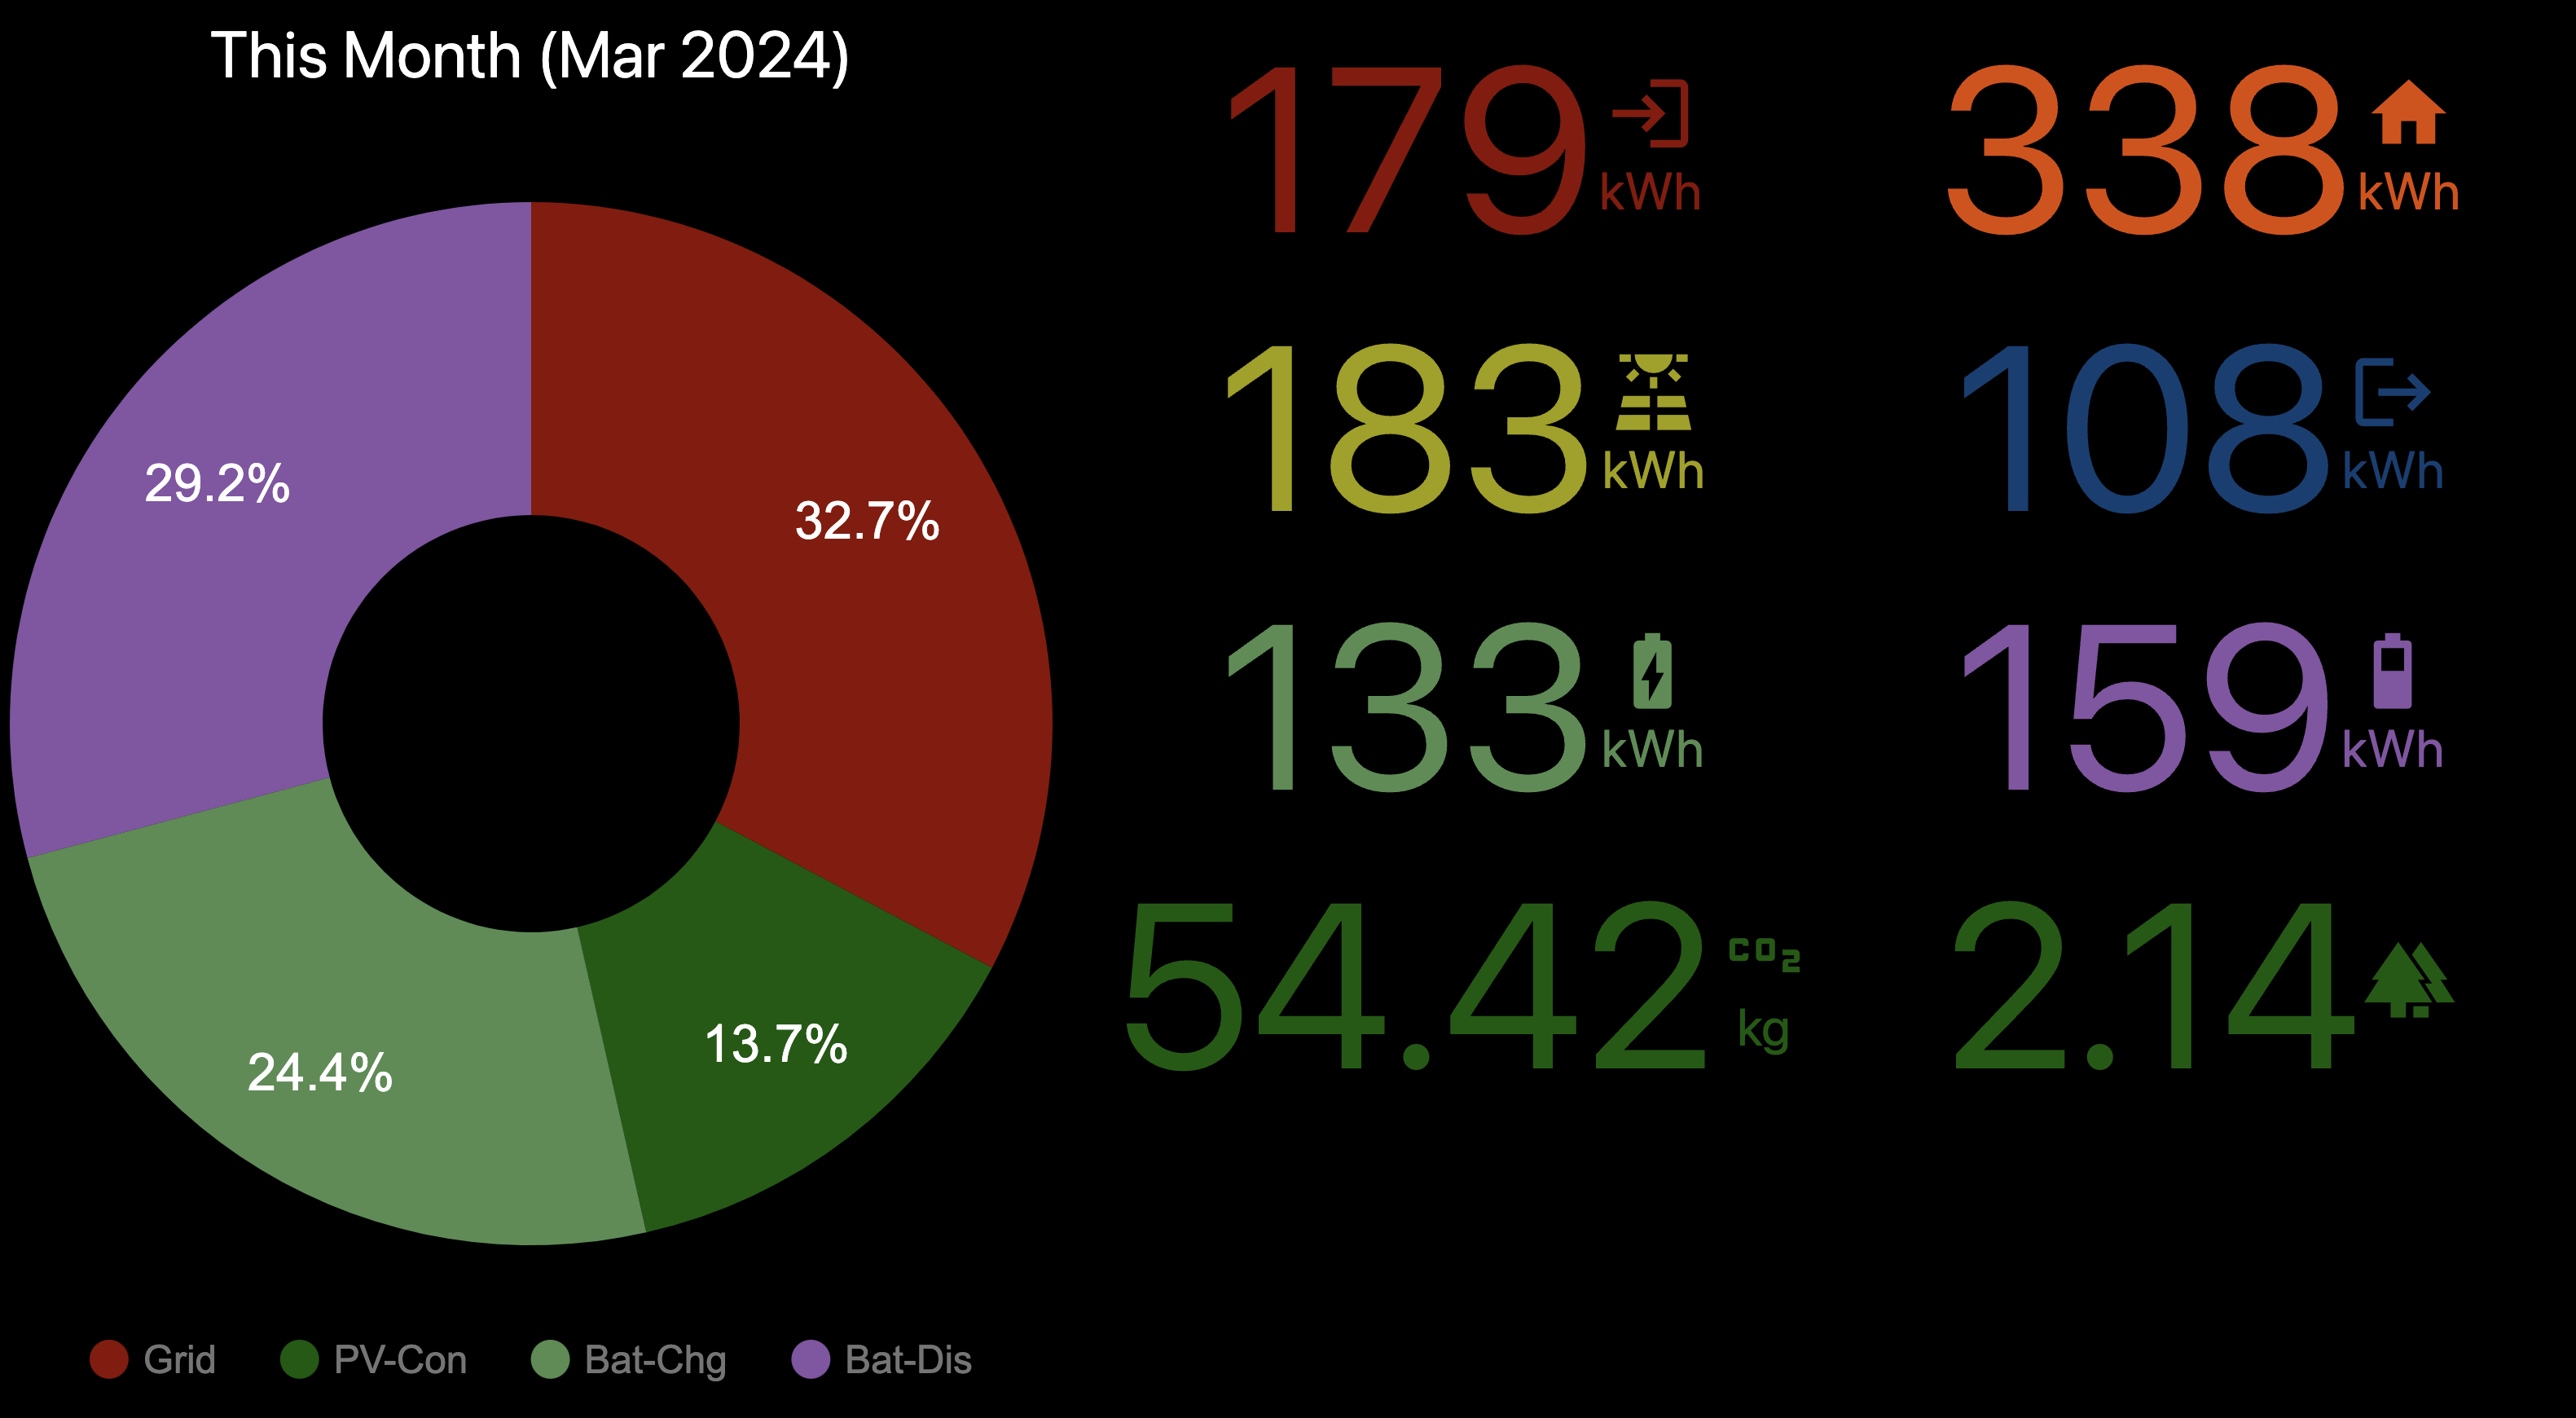 This Month (Mar 2024)
29.2%
32.7%
24.4%
13.7%
Grid
PV-Con
Bat-Chg
Bat-Dis
179 kWh
338 kWh
183 kWh
108 kWh
133 kWh
159 kWh
54.42 CO2 kg
2.14